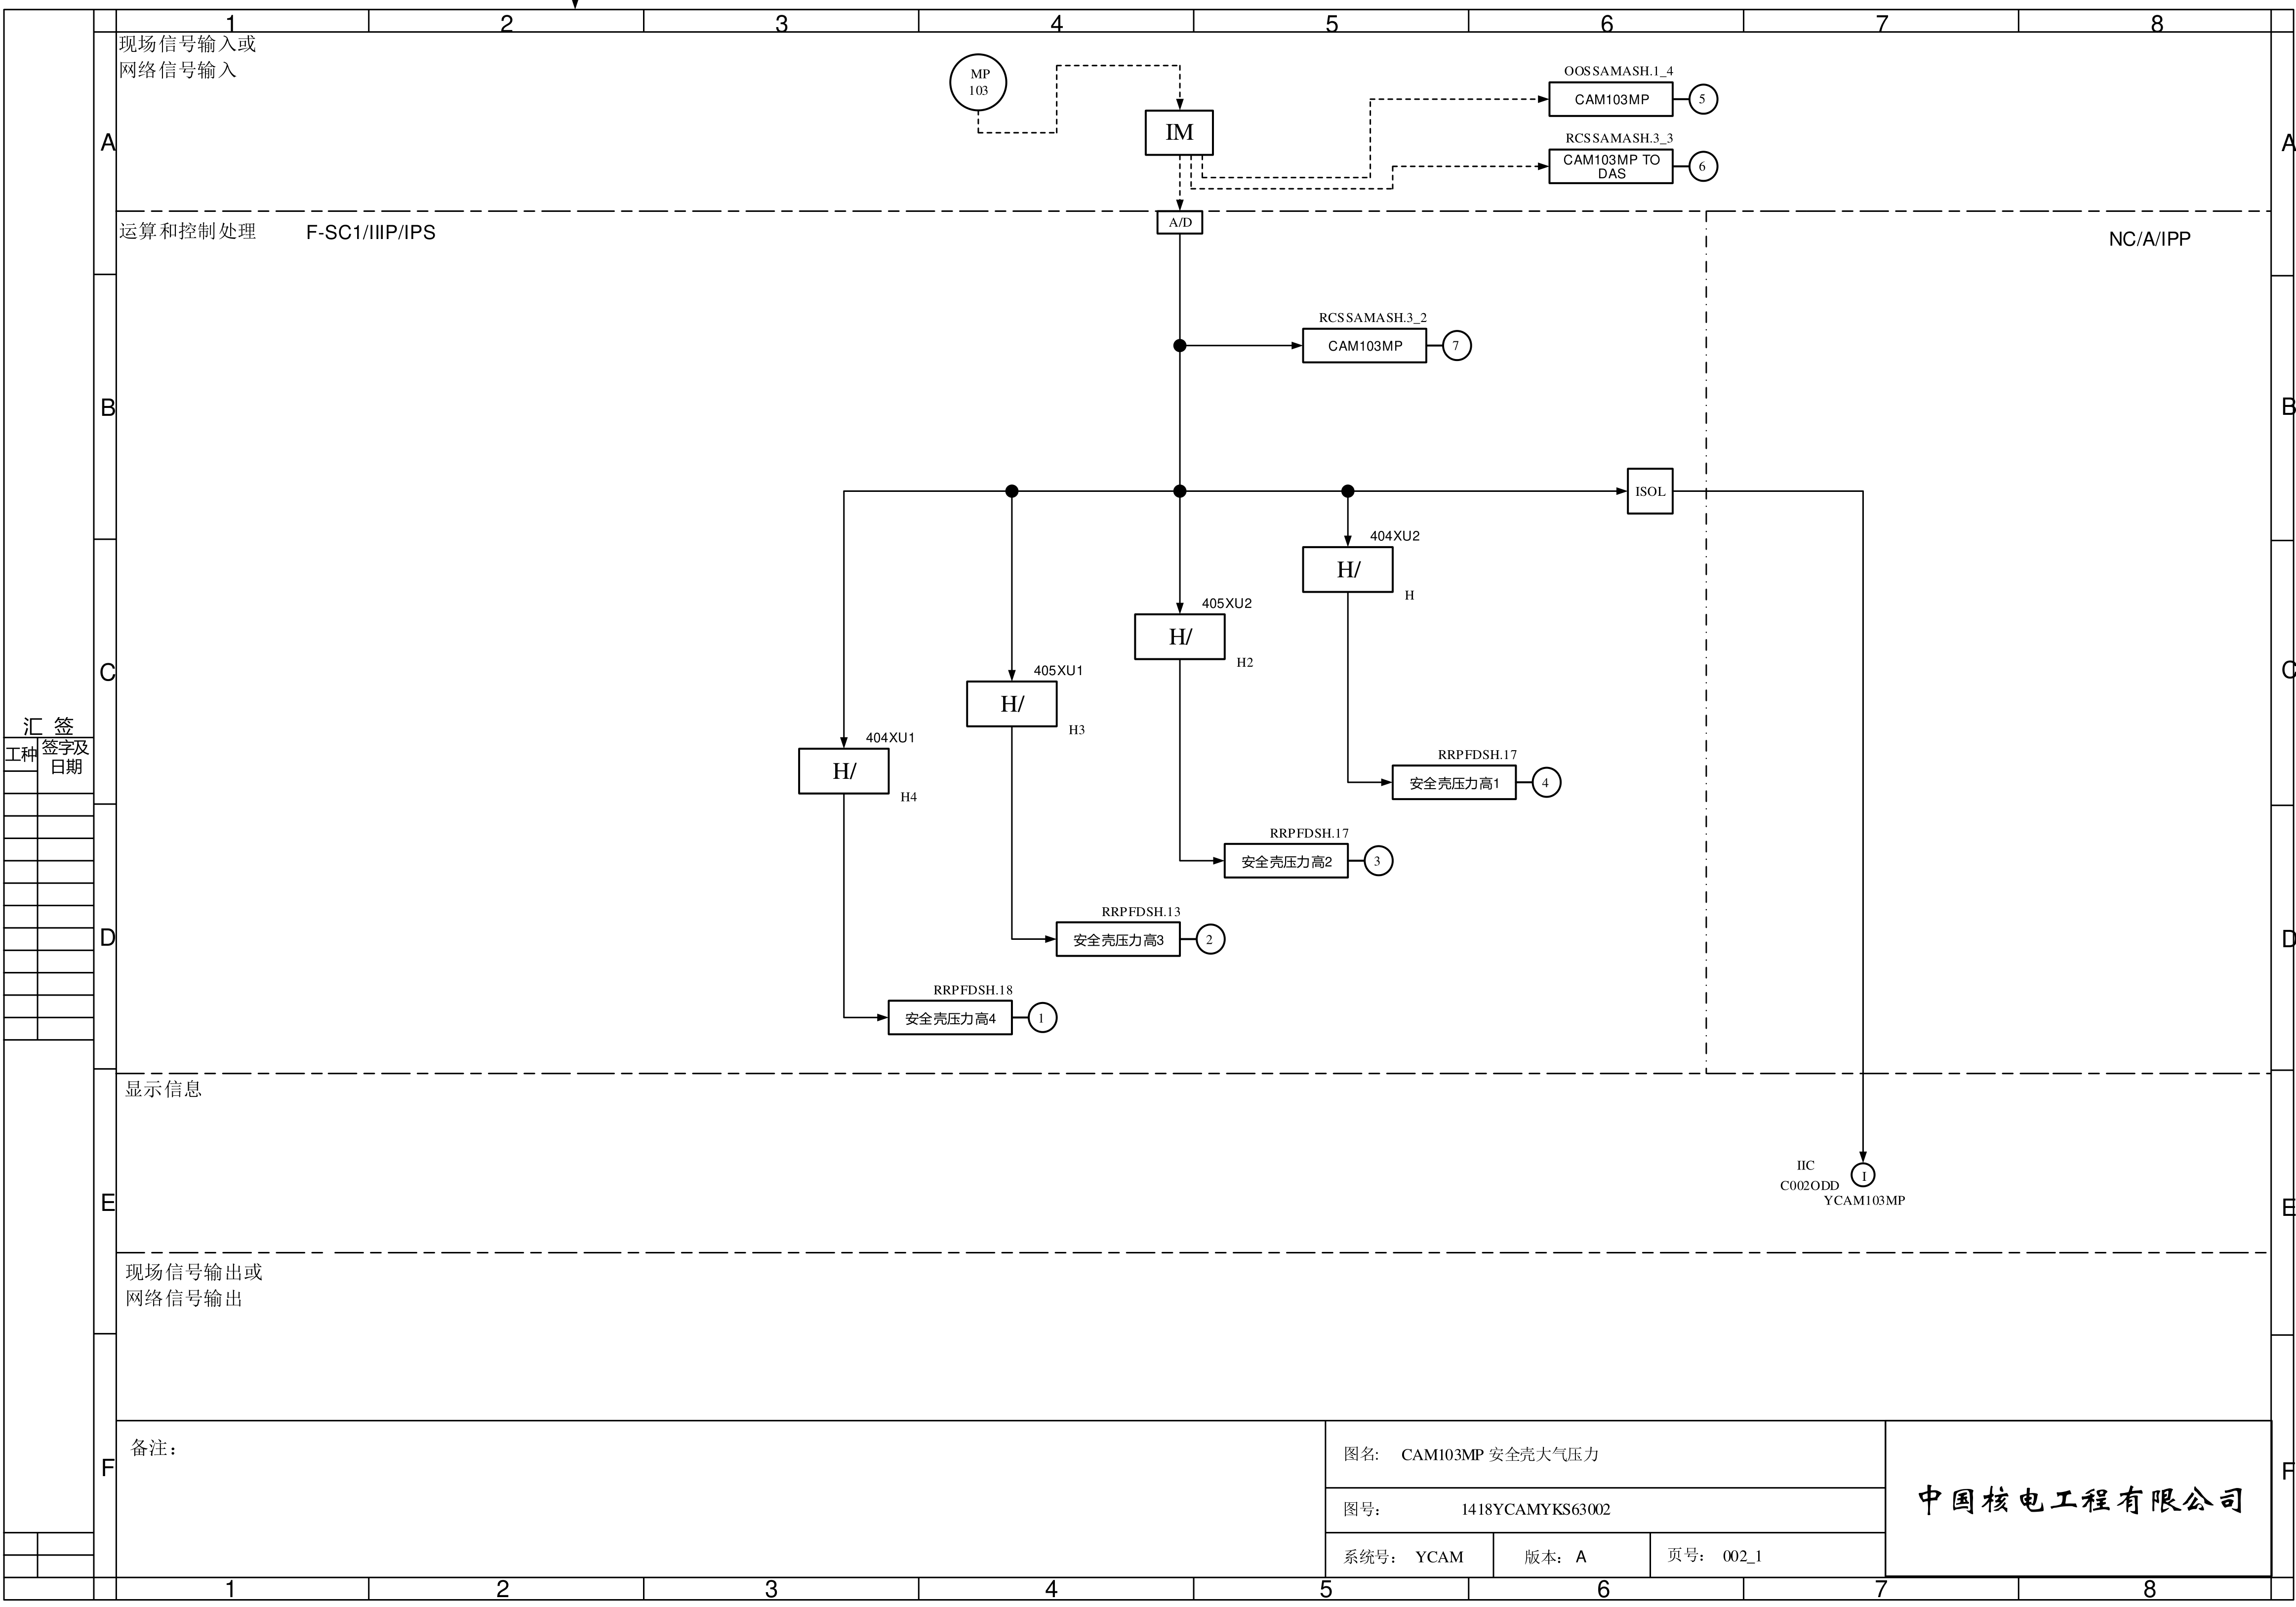 1 2 3 4 5 6 7 8
现场信号输入或
网络信号输入
MP
103
IM
OOSSAMASH.1_4
CAM103MP
5
RCSSAMASH.3_3
CAM103MP TO
DAS
6
A
A
运算和控制处理 F-SC1/IIIP/IPS
A/D
NC/A/IPP
RCSSAMASH.3_2
CAM103MP
7
B
B
ISOL
404XU2
H/
H
405XU2
H/
H2
C
C
405XU1
H/
H3
404XU1
H/
H4
汇 签
工种
签字及
日期
RRPFDSH.17
安全壳压力高1
4
RRPFDSH.17
安全壳压力高2
3
RRPFDSH.13
安全壳压力高3
2
D
D
RRPFDSH.18
安全壳压力高4
1
显示信息
IIC
C002ODD
I
YCAM103MP
E
E
现场信号输出或
网络信号输出
备注：
F
F
图名: CAM103MP 安全壳大气压力
图号: 1418YCAMYKS63002
系统号: YCAM
版本: A
页号: 002_1
中国核电工程有限公司
1 2 3 4 5 6 7 8